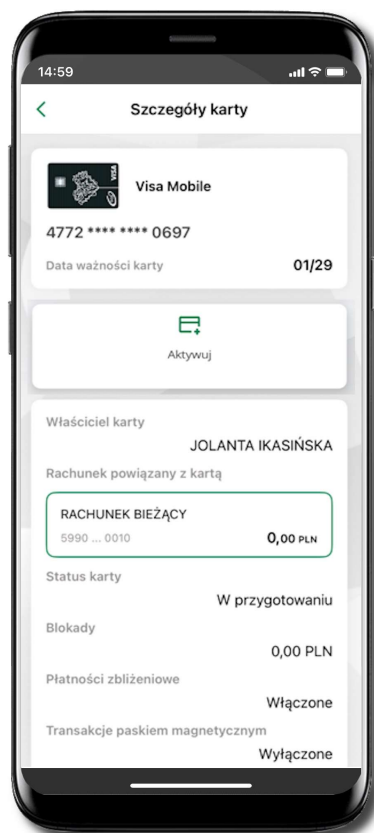 14:59
Szczegóły karty
VISA
Visa Mobile
4772 **** **** 0697
Data ważności karty 01/29
Aktywuj
Właściciel karty
JOLANTA IKASIŃSKA
Rachunek powiązany z kartą
RACHUNEK BIEŻĄCY
5990 ... 0010 0,00 PLN
Status karty
W przygotowaniu
Blokady
0,00 PLN
Płatności zbliżeniowe
Włączone
Transakcje paskiem magnetycznym
Wyłączone